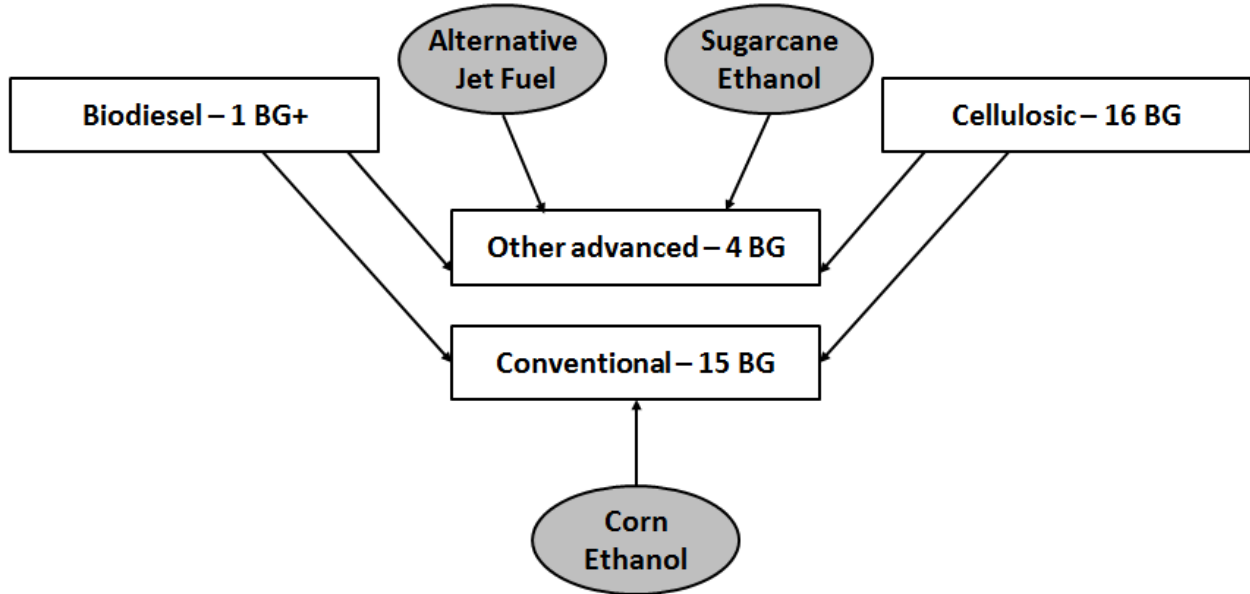 Alternative
Jet Fuel
Sugarcane
Ethanol
Biodiesel – 1 BG+
Cellulosic – 16 BG
Other advanced – 4 BG
Conventional – 15 BG
Corn
Ethanol